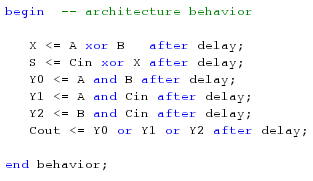 begin  -- architecture behavior
X <= A xor B   after delay;
S <= Cin xor X after delay;
Y0 <= A and B after delay;
Y1 <= A and Cin after delay;
Y2 <= B and Cin after delay;
Cout <= Y0 or Y1 or Y2 after delay;
end behavior;